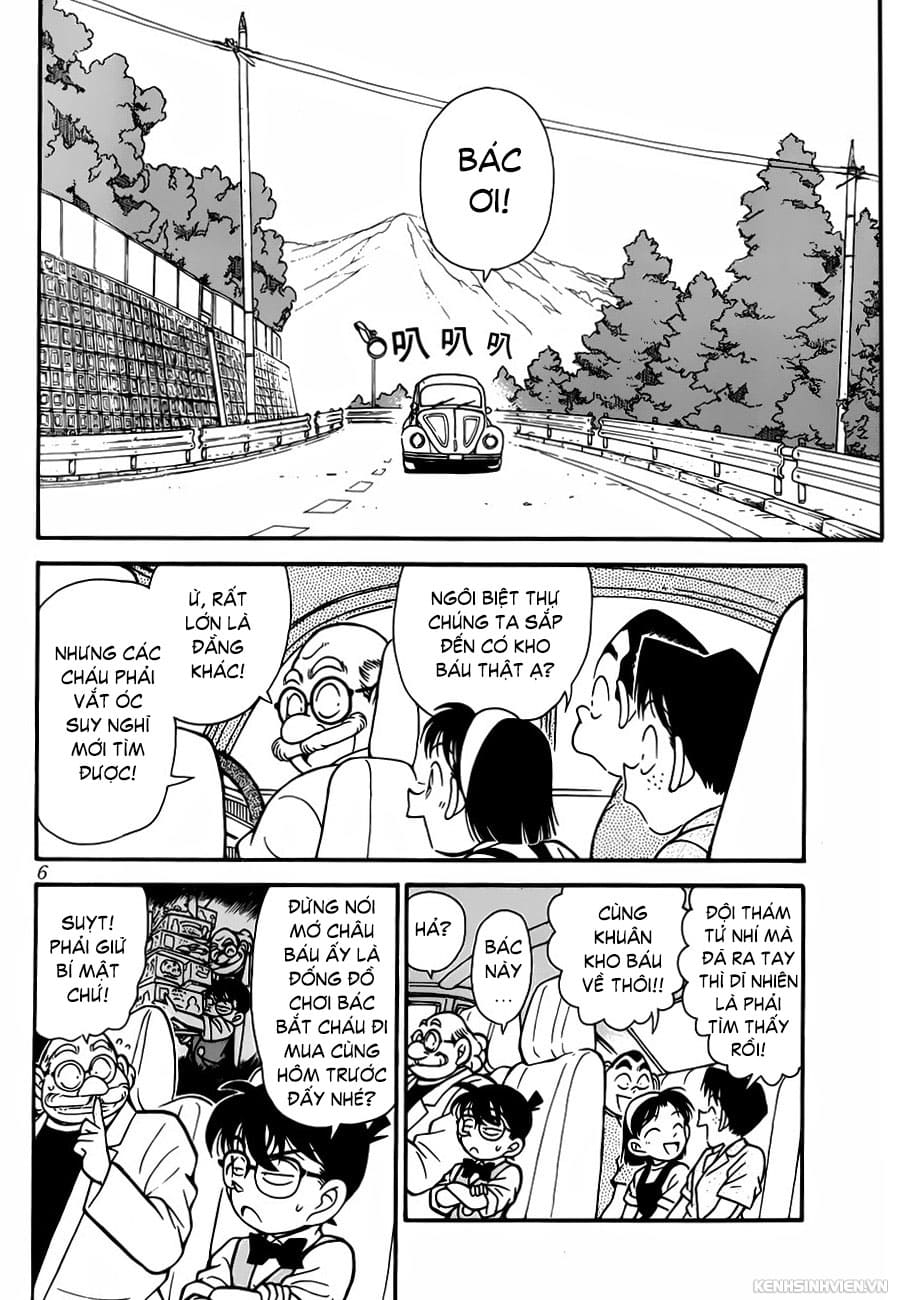 BÁC
ƠI!
叭 叭 叭
NGÔI BIỆT THỰ
CHÚNG TA SẮP
ĐẾN CÓ KHO
BÁU THẬT Ạ?
Ừ, RẤT
LỚN LÀ
ĐẰNG
KHÁC!
NHƯNG CÁC
CHÁU PHẢI
VẮT ÓC
SUY NGHĨ
MỚI TÌM
ĐƯỢC!
6
ĐỘI THÁM
TỬ NHÍ MÀ
ĐÃ RA TAY
THÌ DĨ NHIÊN
LÀ PHẢI
TÌM THẤY
RỒI!
CÙNG
KHUÂN
KHO BÁU
VỀ THÔI!!
BÁC
NÀY
...
HẢ?
ĐỪNG NÓI
MỚ CHÂU
BÁU ẤY LÀ
ĐỐNG ĐỒ
CHƠI BÁC
BẮT CHÁU ĐI
MUA CÙNG
HÔM TRƯỚC
ĐẤY NHÉ?
SUYT!
PHẢI GIỮ
BÍ MẬT
CHỨ!
KENHSINHVIEN.VN